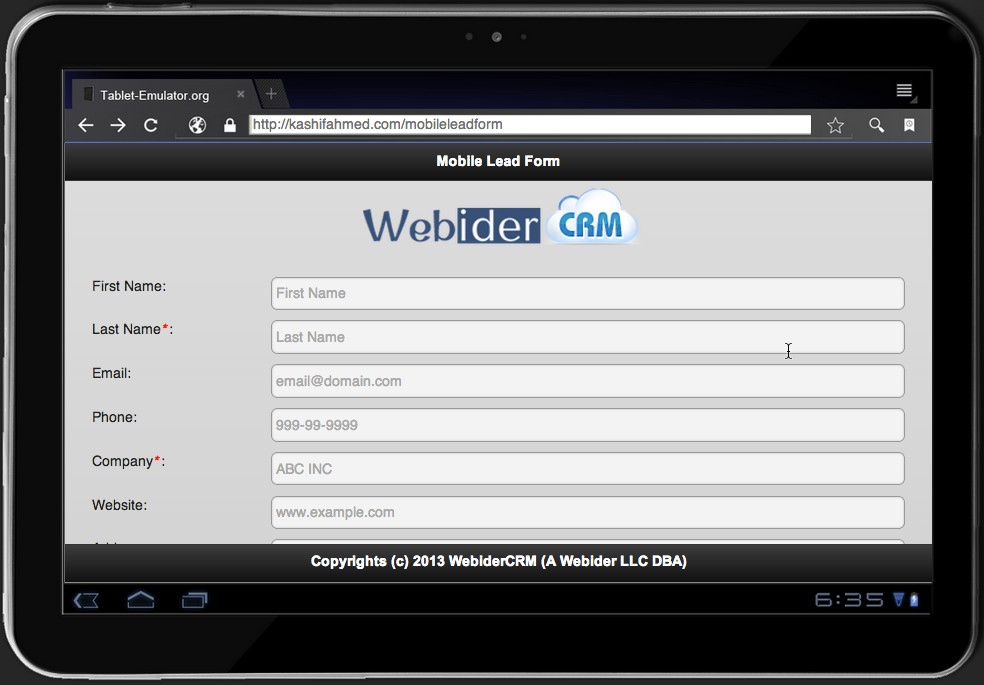 Tablet-Emulator.org
http://kashifahmed.com/mobileleadform
Mobile Lead Form
Webider CRM
First Name: First Name
Last Name*: Last Name
Email: email@domain.com
Phone: 999-99-9999
Company*: ABC INC
Website: www.example.com
Copyrights (c) 2013 WebiderCRM (A Webider LLC DBA)
6:35